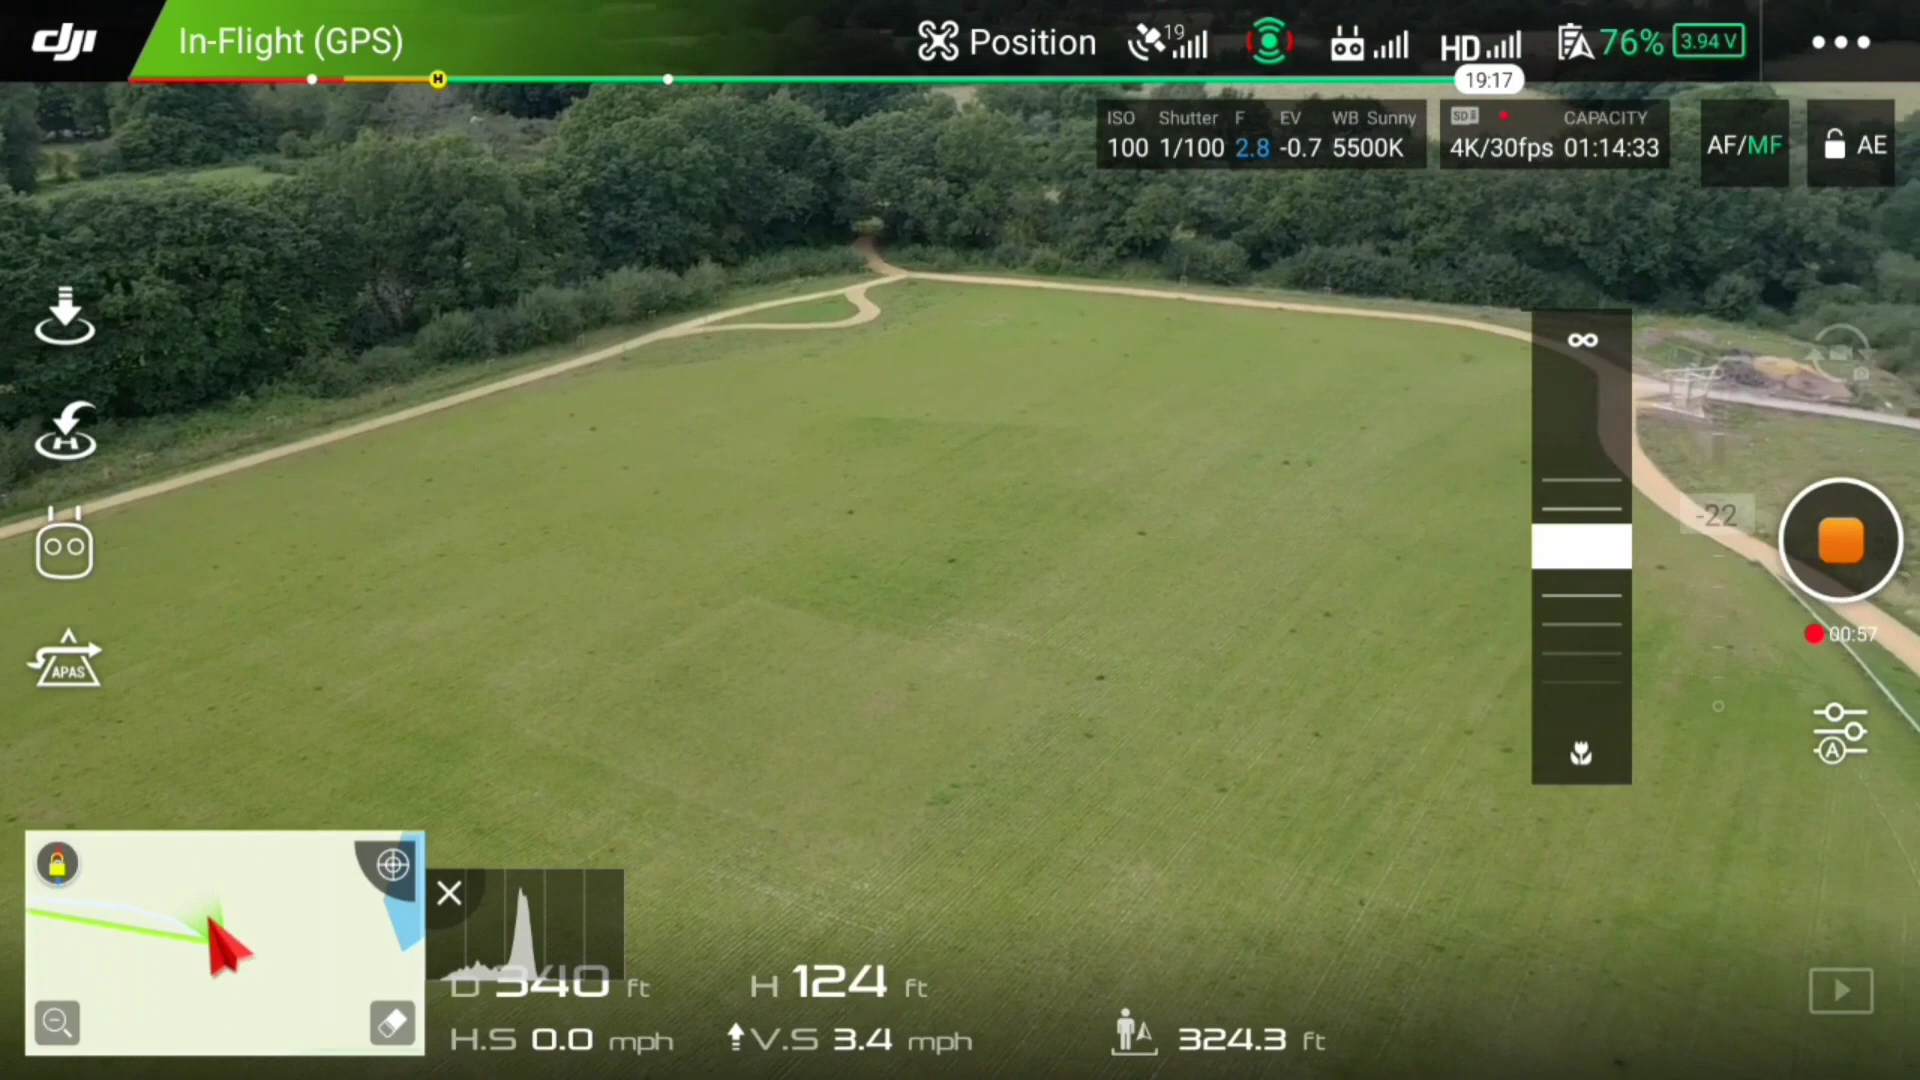 dji In-Flight (GPS) Position 19 HD 76% 3.94 V
H 19:17
ISO Shutter F EV WB Sunny CAPACITY
100 1/100 2.8 -0.7 5500K 4K/30fps 01:14:33 AF/MF AE
SD
∞
H
-22
APAS
00:57
A
D 340 ft H 124 ft
H.S 0.0 mph V.S 3.4 mph 324.3 ft